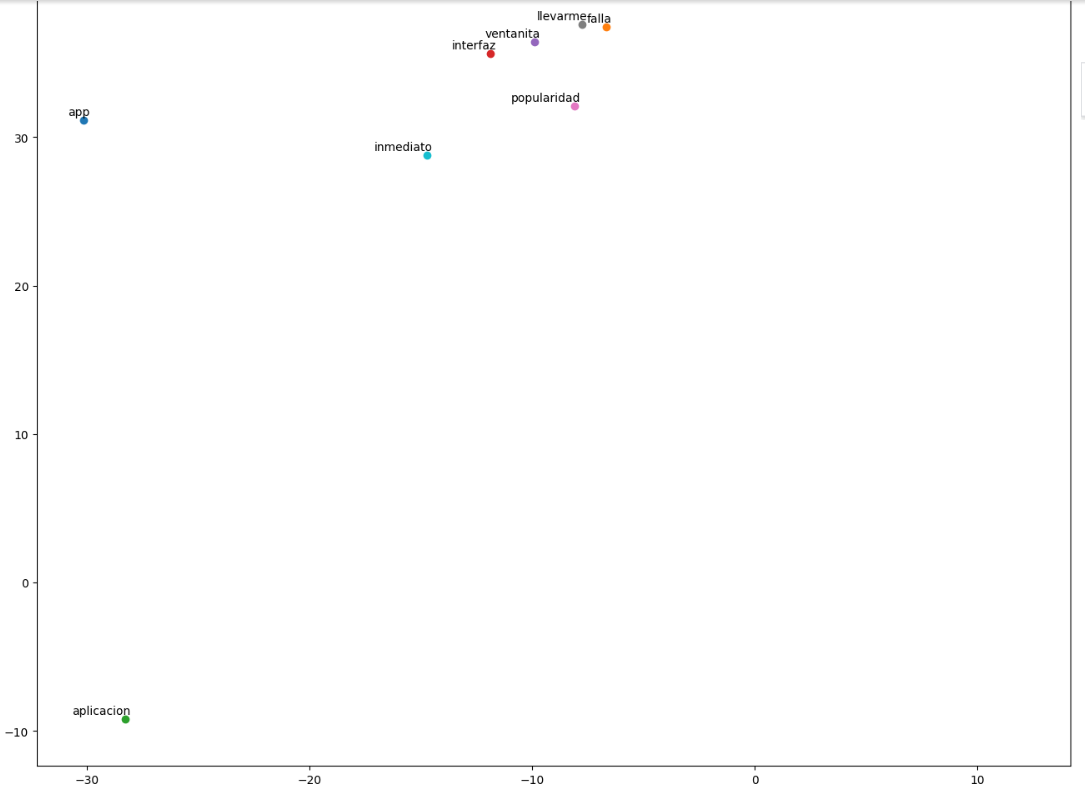 llevarme
falla
ventanita
interfaz
popularidad
app
inmediato
aplicacion
30
20
10
0
−10
−30
−20
−10
0
10